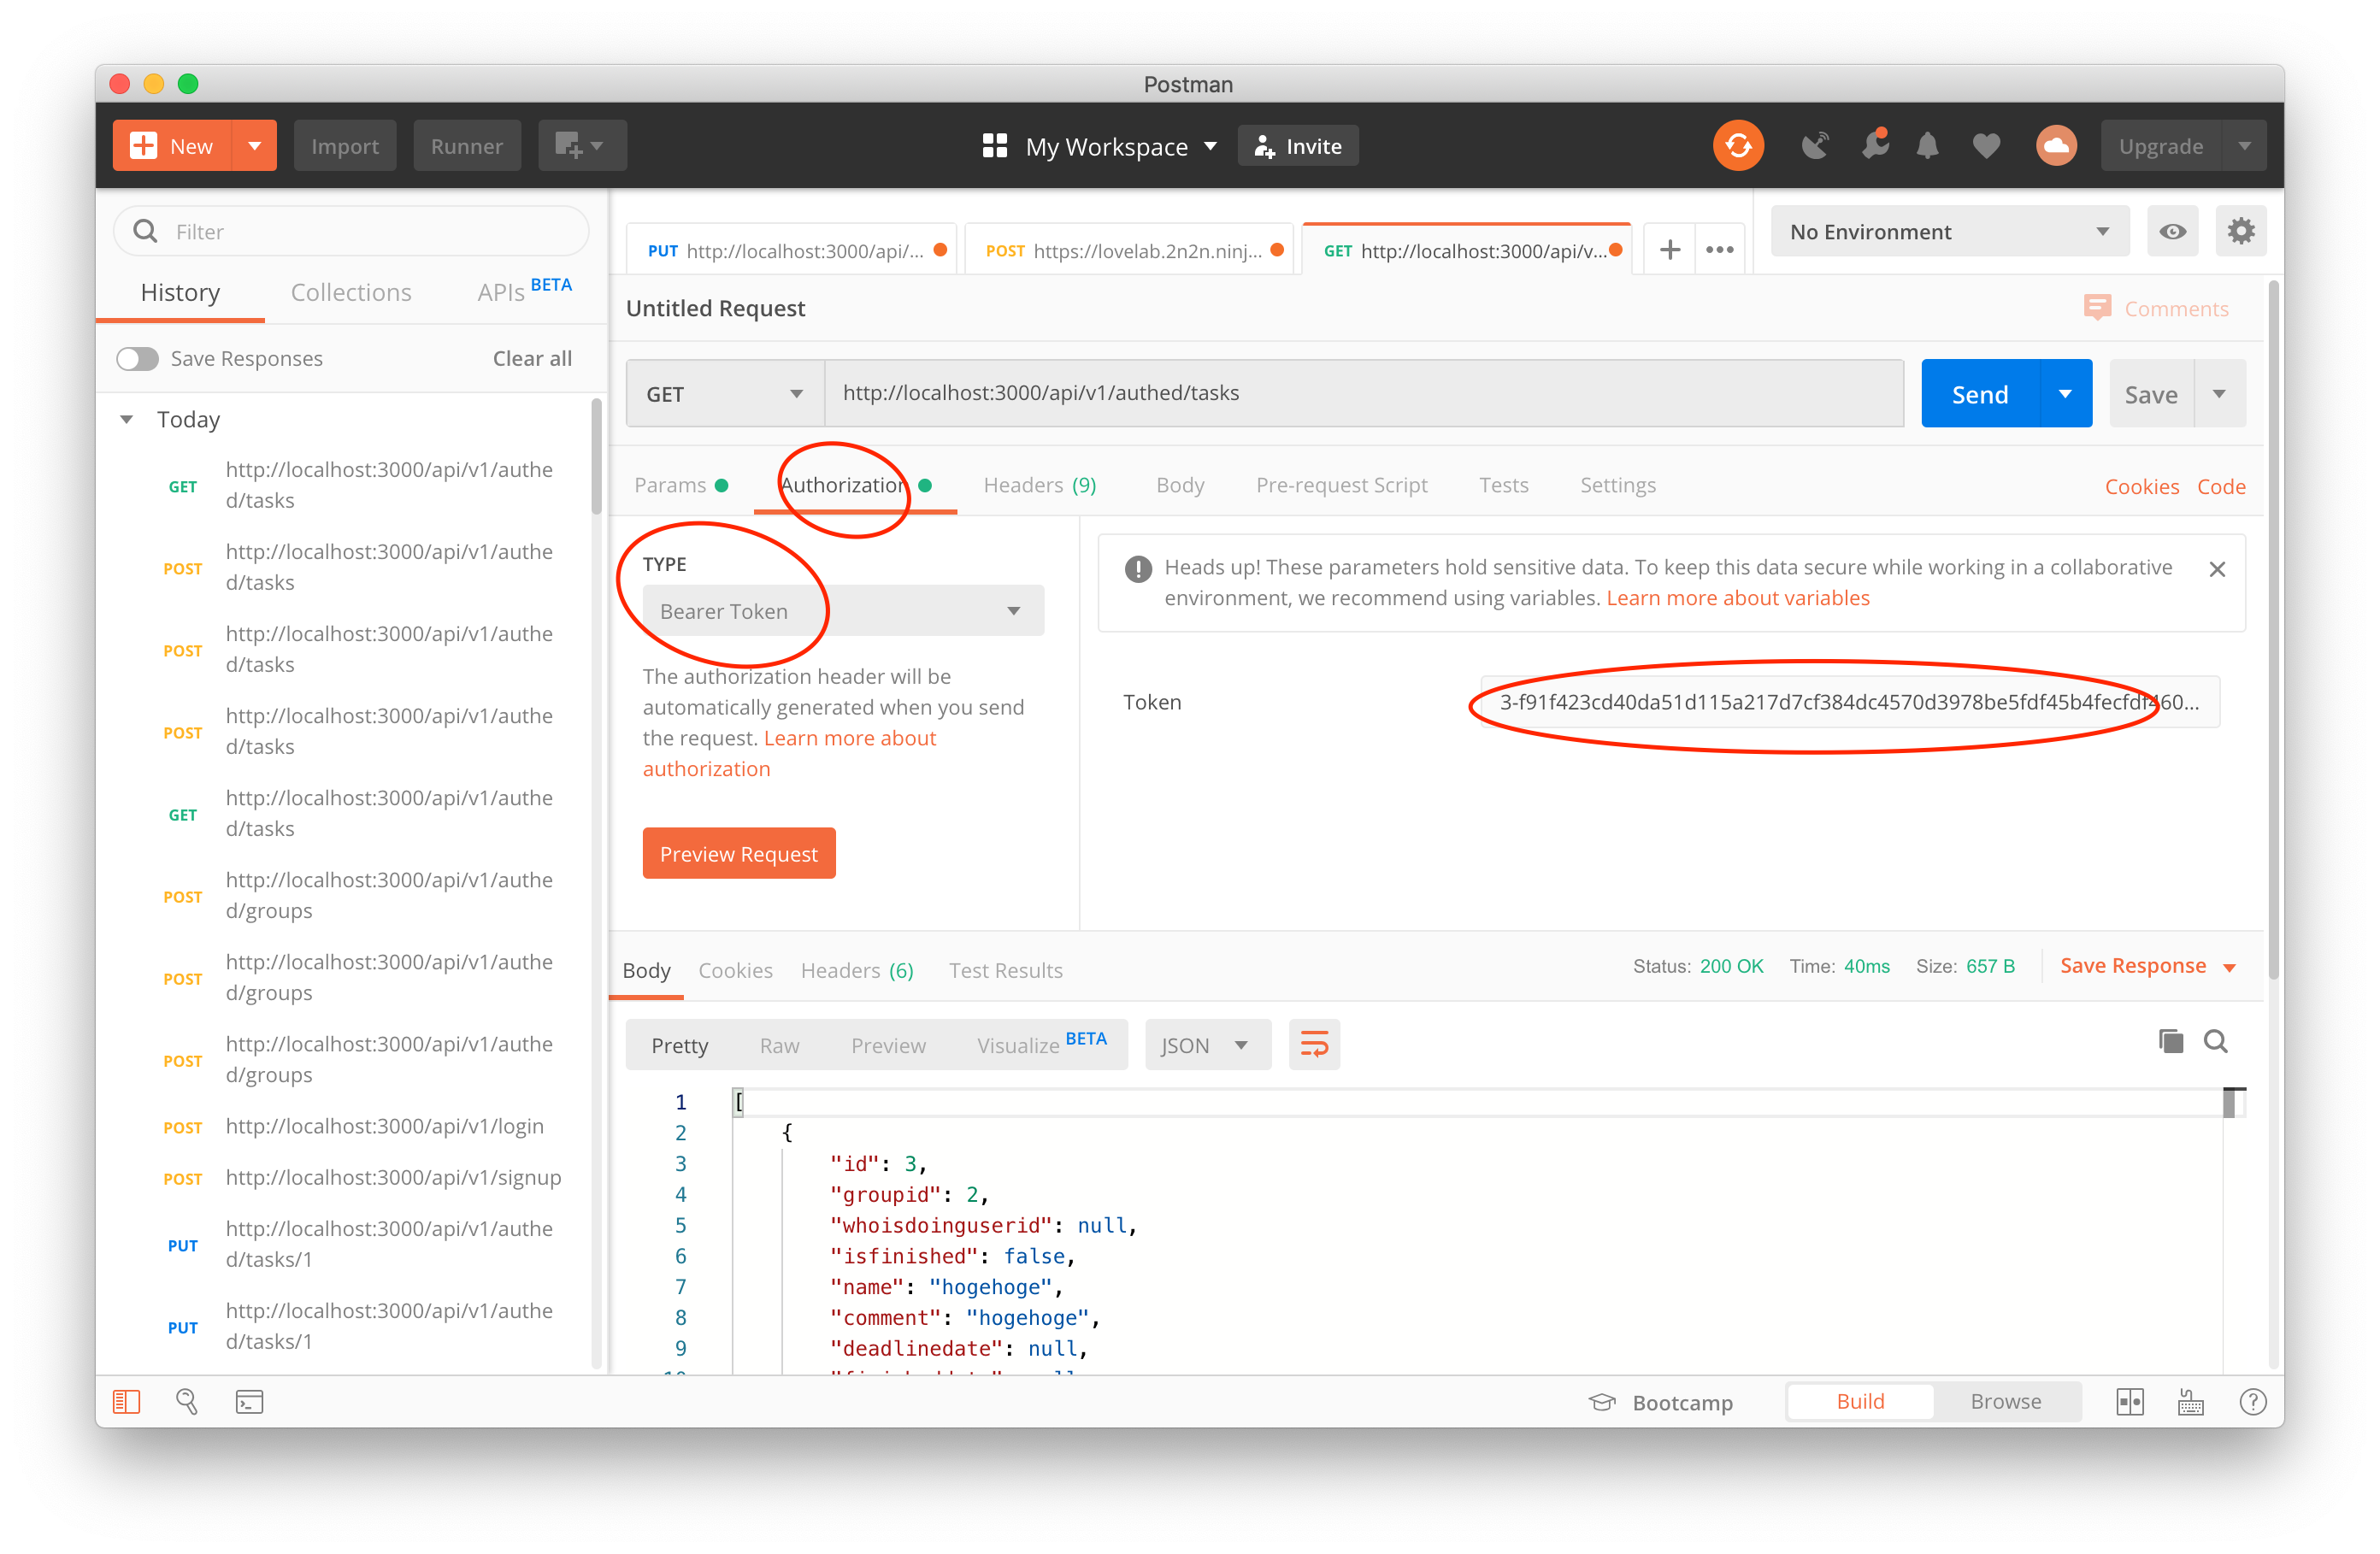 Postman
New Import Runner My Workspace Invite Upgrade
Filter
History Collections APIs BETA
Save Responses Clear all
Today
GET http://localhost:3000/api/v1/authe
d/tasks
POST http://localhost:3000/api/v1/authe
d/tasks
POST http://localhost:3000/api/v1/authe
d/tasks
POST http://localhost:3000/api/v1/authe
d/tasks
GET http://localhost:3000/api/v1/authe
d/tasks
POST http://localhost:3000/api/v1/authe
d/groups
POST http://localhost:3000/api/v1/authe
d/groups
POST http://localhost:3000/api/v1/authe
d/groups
POST http://localhost:3000/api/v1/login
POST http://localhost:3000/api/v1/signup
PUT http://localhost:3000/api/v1/authe
d/tasks/1
PUT http://localhost:3000/api/v1/authe
d/tasks/1
PUT http://localhost:3000/api/... POST https://lovelab.2n2n.ninj... GET http://localhost:3000/api/v... No Environment
Untitled Request Comments
GET http://localhost:3000/api/v1/authed/tasks Send Save
Params Authorization Headers (9) Body Pre-request Script Tests Settings Cookies Code
TYPE
Bearer Token
The authorization header will be
automatically generated when you send
the request. Learn more about
authorization
Preview Request
Heads up! These parameters hold sensitive data. To keep this data secure while working in a collaborative
environment, we recommend using variables. Learn more about variables
Token 3-f91f423cd40da51d115a217d7cf384dc4570d3978be5fdf45b4fecfdf460...
Body Cookies Headers (6) Test Results Status: 200 OK Time: 40ms Size: 657 B Save Response
Pretty Raw Preview Visualize BETA JSON
1 [
2 {
3 "id": 3,
4 "groupid": 2,
5 "whoisdoinguserid": null,
6 "isfinished": false,
7 "name": "hogehoge",
8 "comment": "hogehoge",
9 "deadlinedate": null,
Bootcamp Build Browse